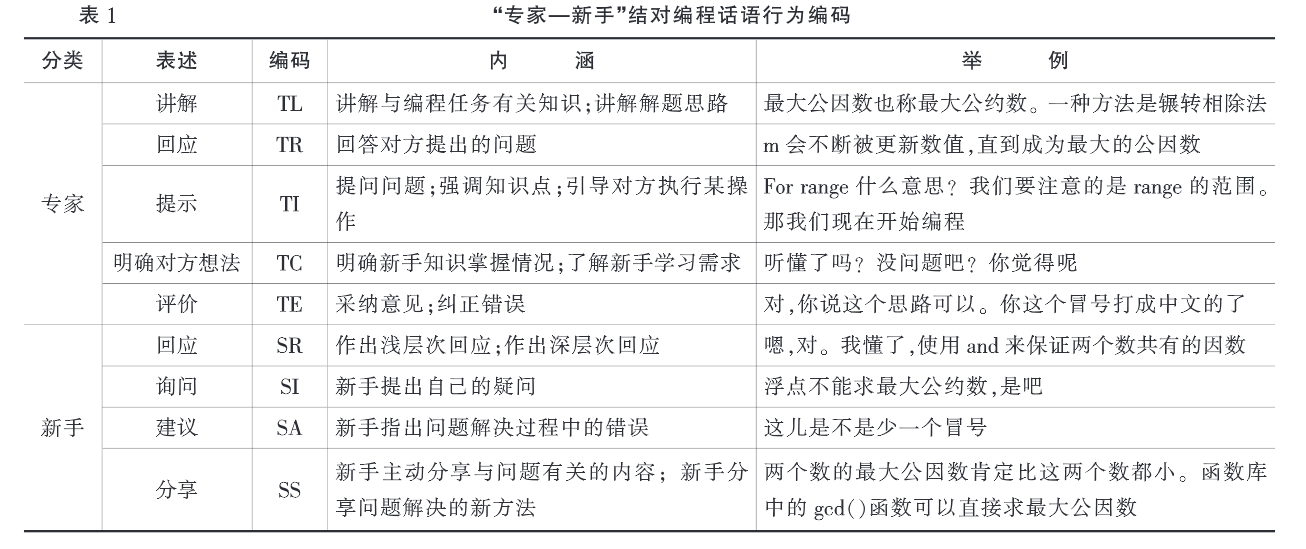 表 1 “专家—新手”结对编程话语行为编码
分类 表述 编码 内 涵 举 例
专家 讲解 TL 讲解与编程任务有关知识;讲解解题思路 最大公因数也称最大公约数。一种方法是辗转相除法
回应 TR 回答对方提出的问题 m 会不断被更新数值,直到成为最大的公因数
提示 TI 提问问题;强调知识点;引导对方执行某操 For range 什么意思? 我们要注意的是 range 的范围。
作 那我们现在开始编程
明确对方想法 TC 明确新手知识掌握情况;了解新手学习需求 听懂了吗? 没问题吧? 你觉得呢
评价 TE 采纳意见;纠正错误 对,你说这个思路可以。你这个冒号打成中文的了
新手 回应 SR 作出浅层次回应;作出深层次回应 嗯,对。我懂了,使用 and 来保证两个数共有的因数
询问 SI 新手提出自己的疑问 浮点不能求最大公约数,是吧
建议 SA 新手指出问题解决过程中的错误 这儿是不是少一个冒号
分享 SS 新手主动分享与问题有关的内容; 新手分 两个数的最大公因数肯定比这两个数都小。函数库
享问题解决的新方法 中的 gcd()函数可以直接求最大公因数